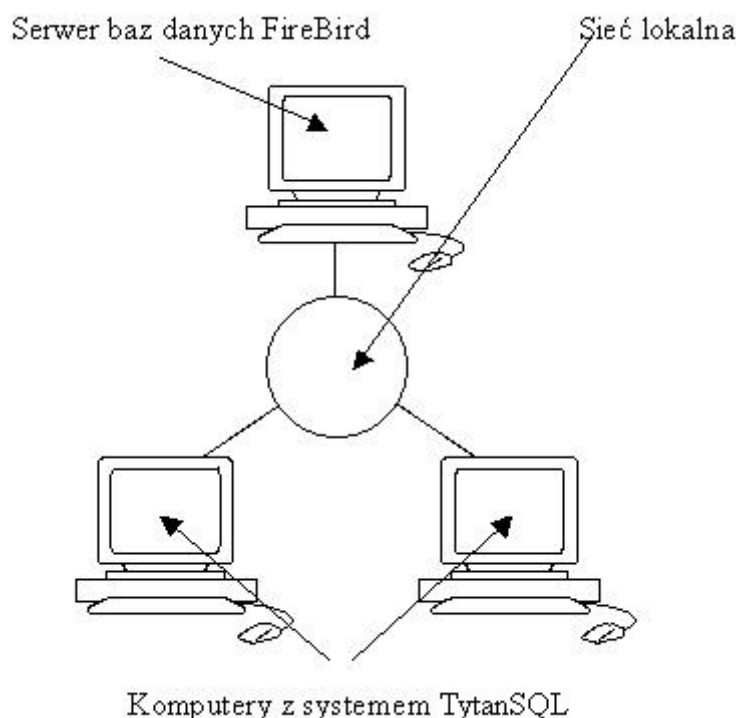 Serwer baz danych FireBird
Sieć lokalna
Komputery z systemem TytanSQL